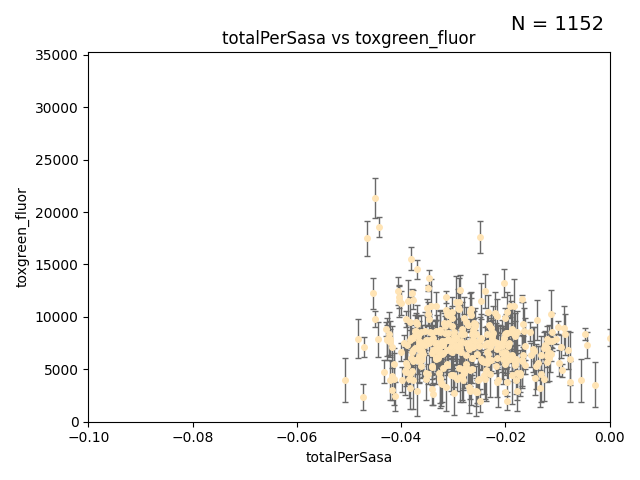 N = 1152
totalPerSasa vs toxgreen_fluor
toxgreen_fluor
35000
30000
25000
20000
15000
10000
5000
0
−0.10 −0.08 −0.06 −0.04 −0.02 0.00
totalPerSasa